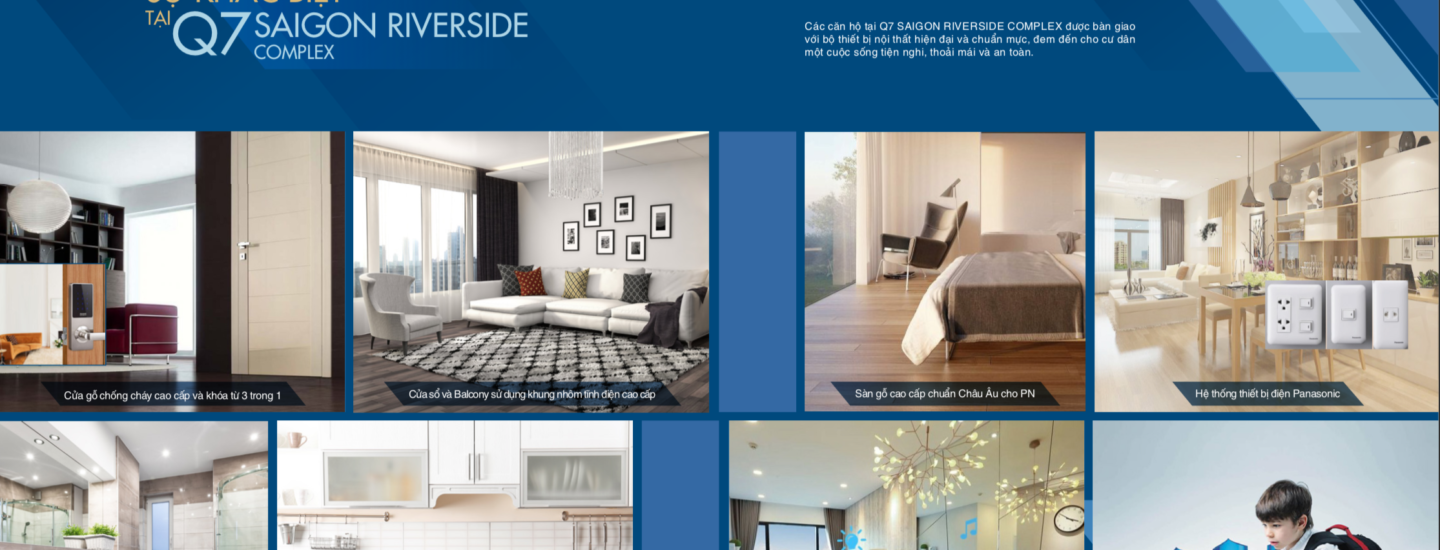 SỰ KHÁC BIỆT
TẠI Q7 SAIGON RIVERSIDE
COMPLEX
Các căn hộ tại Q7 SAIGON RIVERSIDE COMPLEX được bàn giao
với bộ thiết bị nội thất hiện đại và chuẩn mực, đem đến cho cư dân
một cuộc sống tiện nghi, thoải mái và an toàn.
Cửa gỗ chống cháy cao cấp và khóa từ 3 trong 1
Cửa sổ và Balcony sử dụng khung nhôm tĩnh điện cao cấp
Sàn gỗ cao cấp chuẩn Châu Âu cho PN
Hệ thống thiết bị điện Panasonic